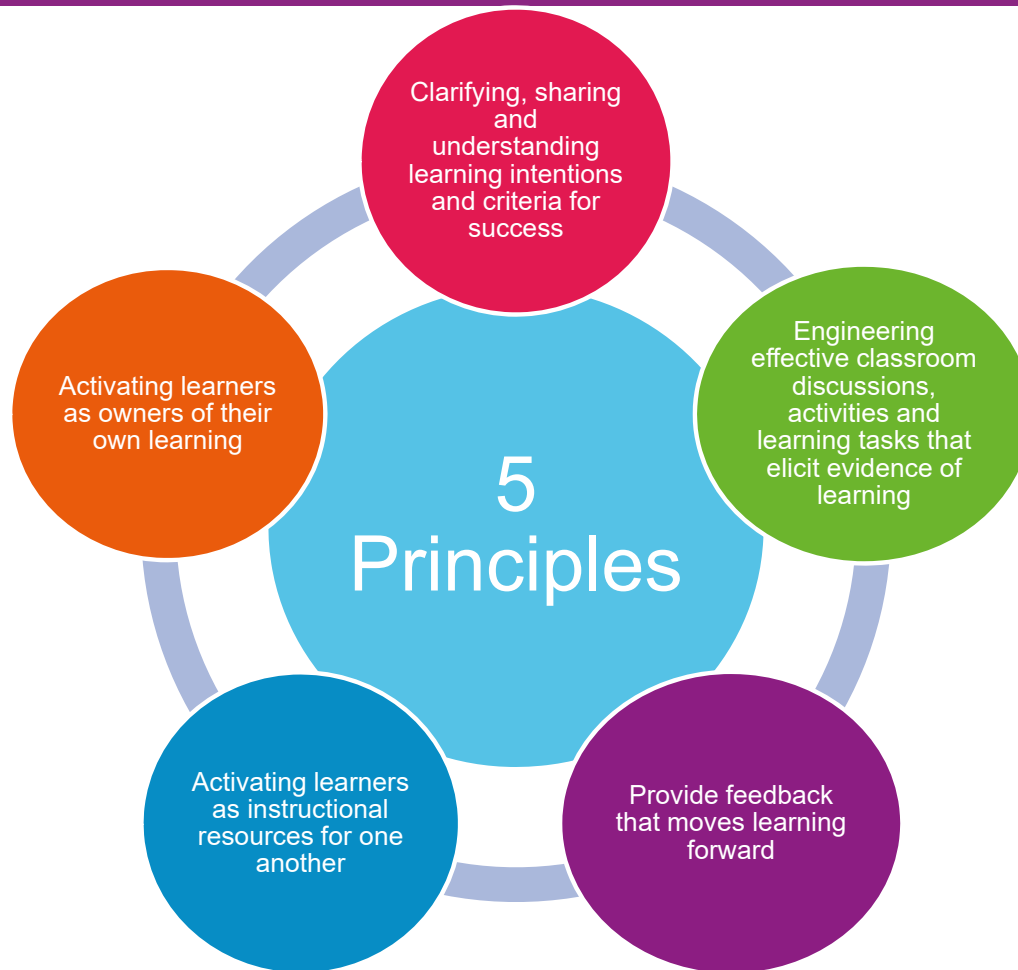 Clarifying, sharing
and
understanding
learning intentions
and criteria for
success
Engineering
effective classroom
discussions,
activities and
learning tasks that
elicit evidence of
learning
Provide feedback
that moves learning
forward
Activating learners
as instructional
resources for one
another
Activating learners
as owners of their
own learning
5
Principles